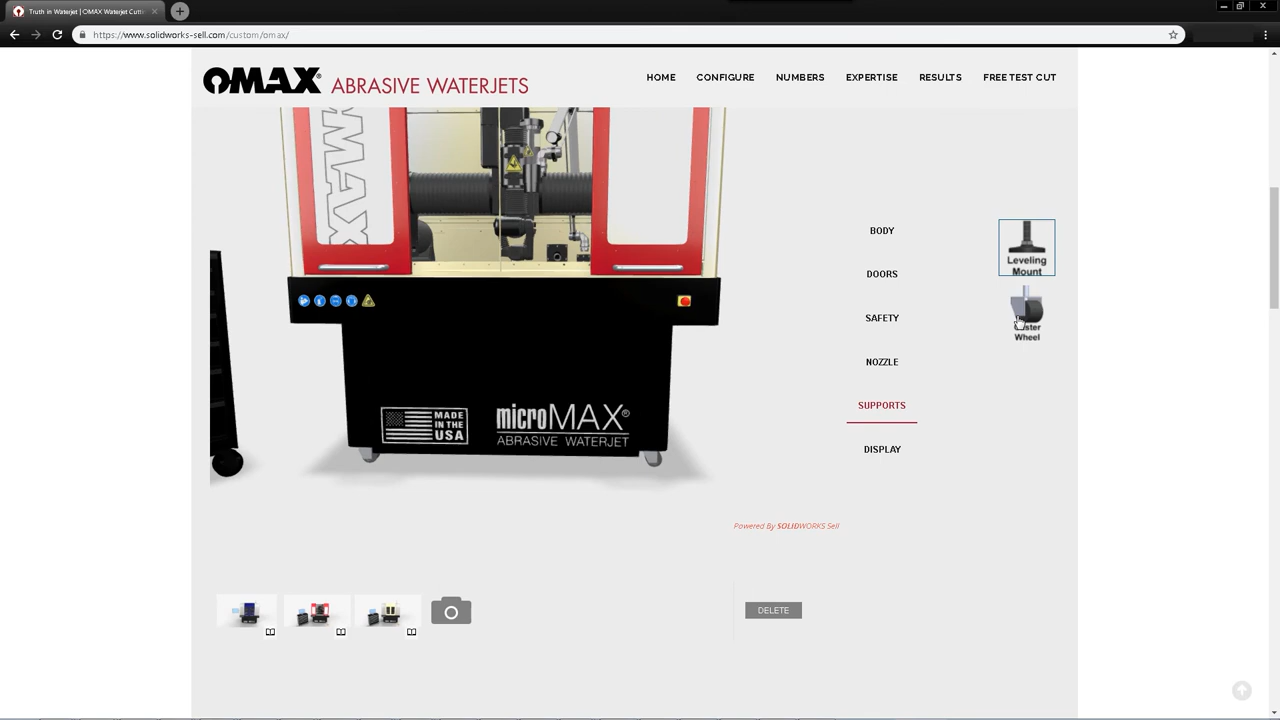 Truth in Waterjet | OMAX Waterjet Cutti
https://www.solidworks-sell.com/custom/omax/
OMAX® ABRASIVE WATERJETS
HOME CONFIGURE NUMBERS EXPERTISE RESULTS FREE TEST CUT
OMAX
BODY
DOORS
SAFETY
NOZZLE
SUPPORTS
DISPLAY
Leveling
Mount
Wheel
MADE
IN THE
USA
microMAX®
ABRASIVE WATERJET
Powered By SOLIDWORKS Sell
DELETE